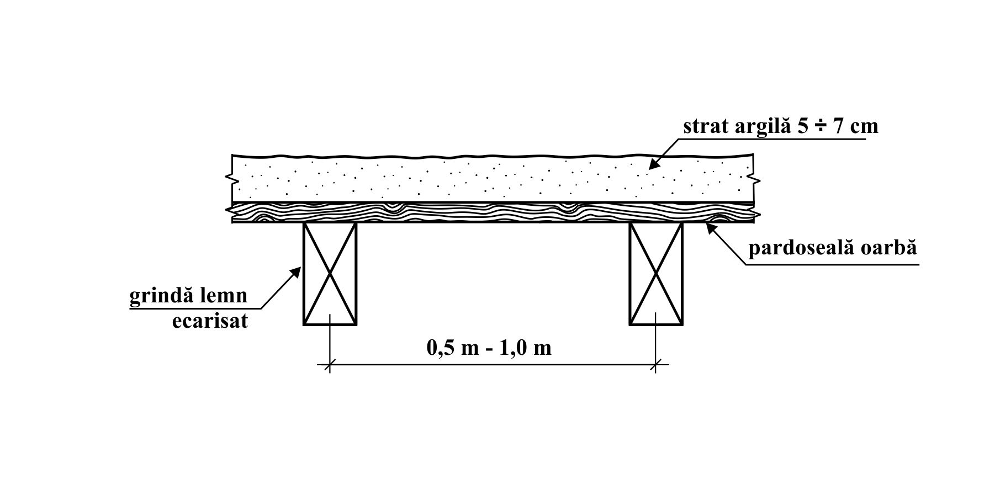 strat argilă 5 ÷ 7 cm
pardoseală oarbă
grindă lemn
ecarisat
0,5 m - 1,0 m